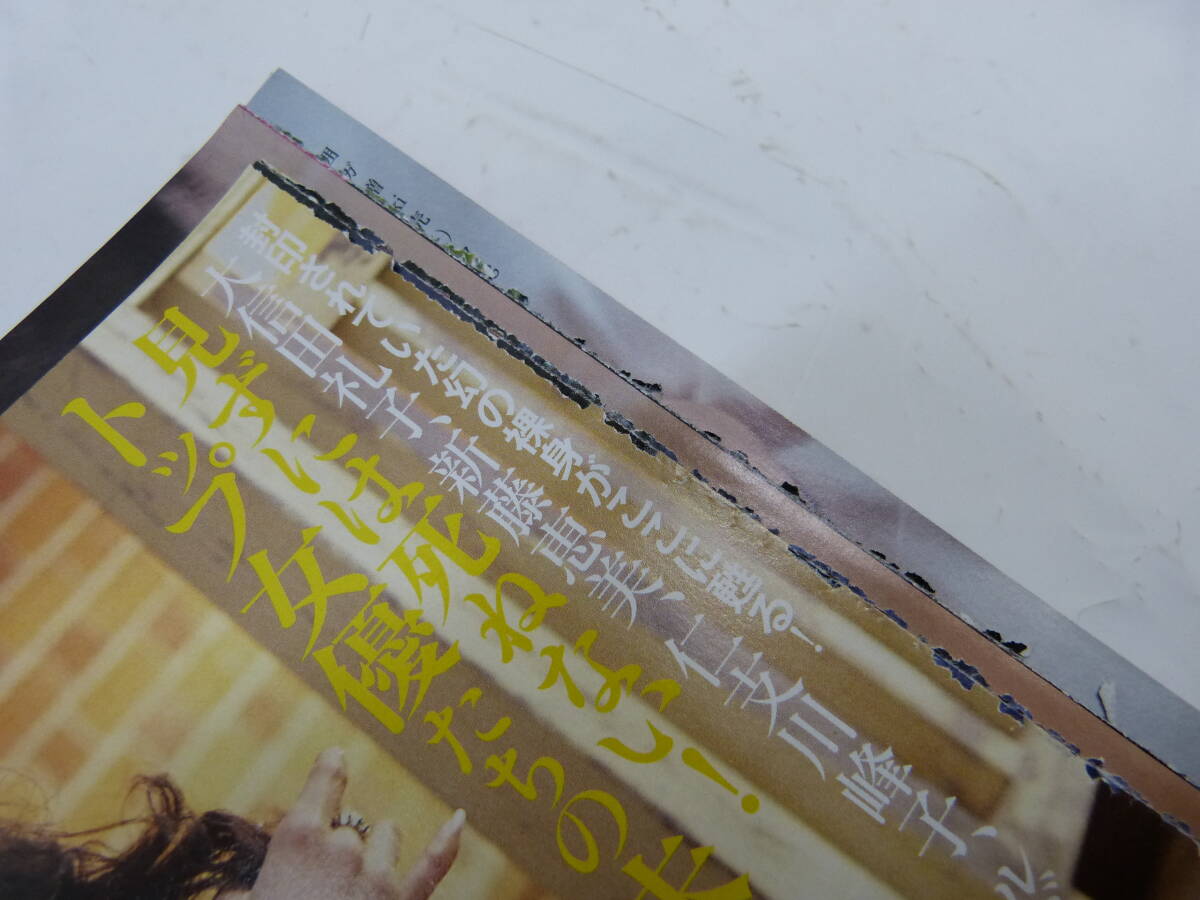 封印されていた幻の裸身がここに甦る!
大信田礼子、新藤恵美、仁支川峰子、
見ずには死ねない!
トップ女優たちの